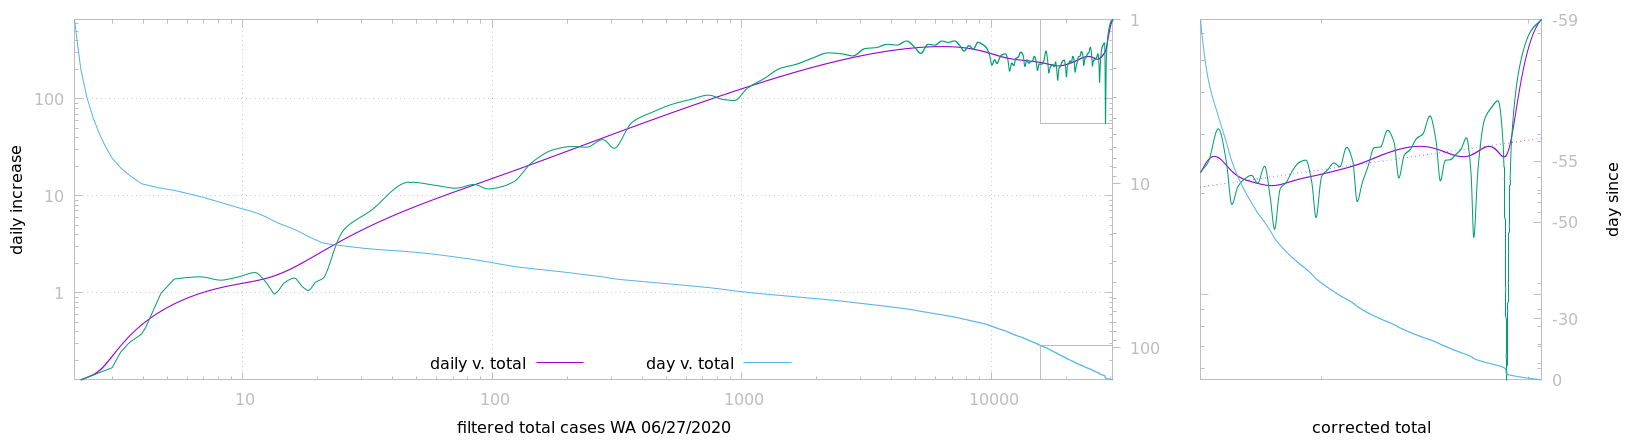 daily increase
100
10
1
daily v. total
day v. total
10
100
1000
10000
filtered total cases WA 06/27/2020
1
10
100
-59
-55
-50
-30
0
day since
corrected total